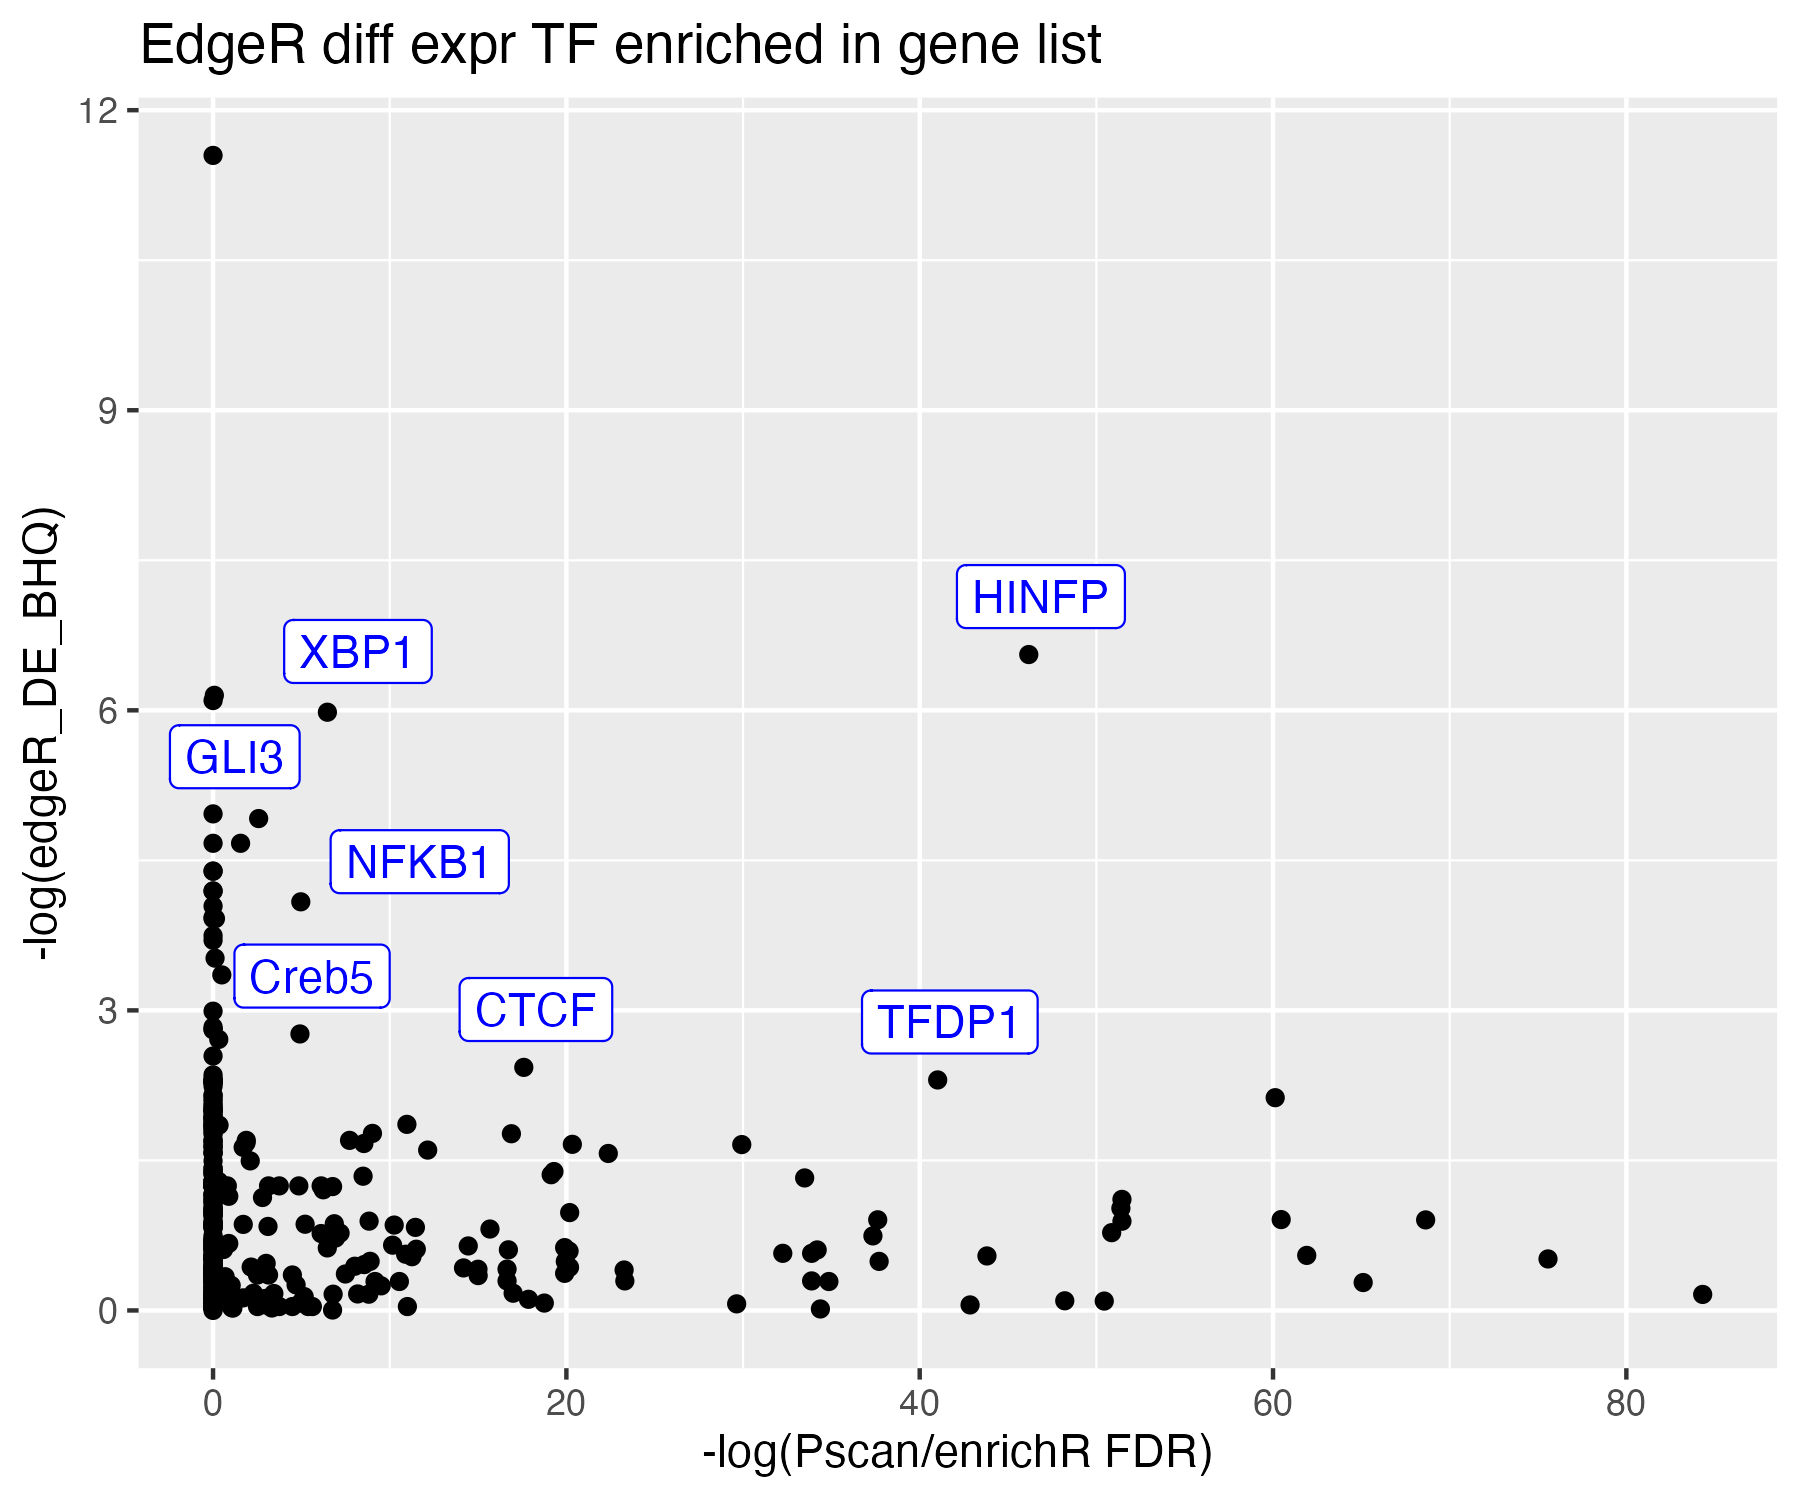 EdgeR diff expr TF enriched in gene list
12
9
6
3
0
-log(edgeR_DE_BHQ)
HINFP
XBP1
GLI3
NFKB1
Creb5
CTCF
TFDP1
0
20
40
60
80
-log(Pscan/enrichR FDR)